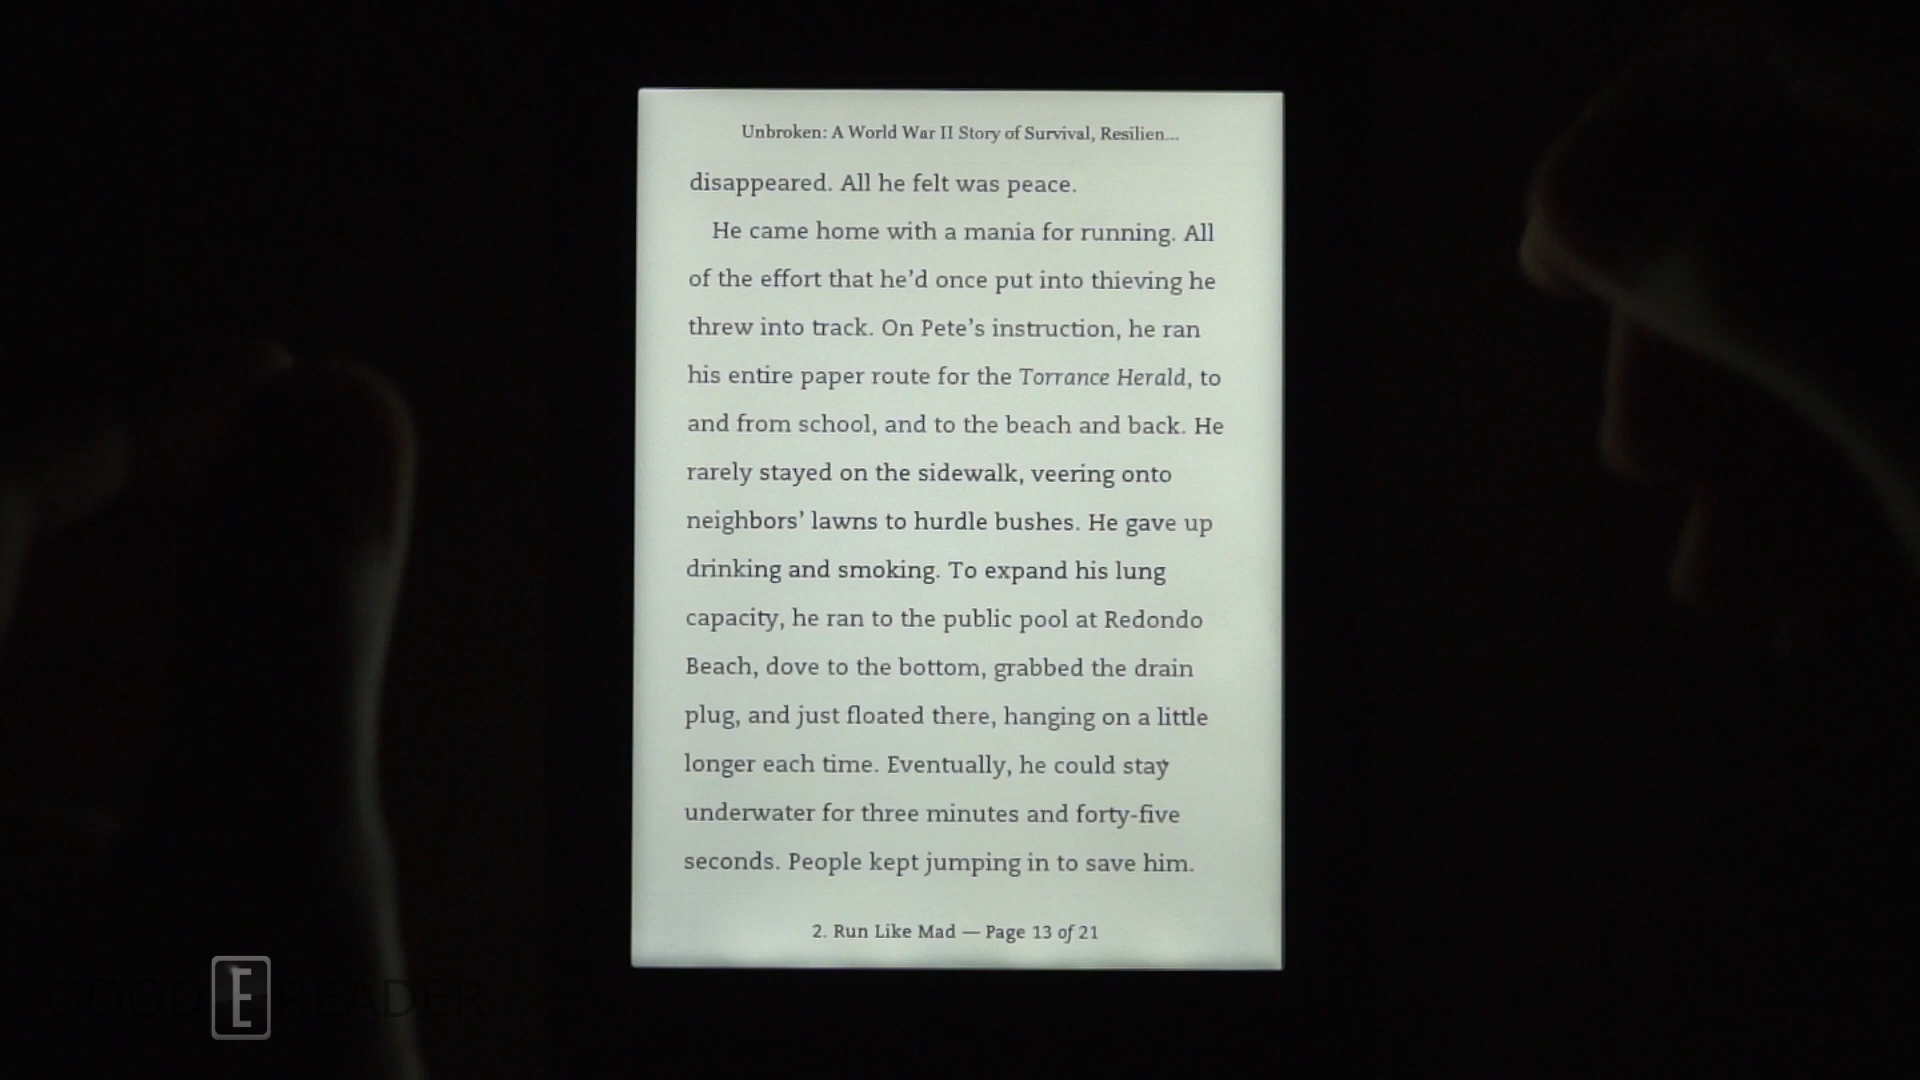 Unbroken: A World War II Story of Survival, Resilien...
disappeared. All he felt was peace.
He came home with a mania for running. All
of the effort that he’d once put into thieving he
threw into track. On Pete’s instruction, he ran
his entire paper route for the Torrance Herald, to
and from school, and to the beach and back. He
rarely stayed on the sidewalk, veering onto
neighbors’ lawns to hurdle bushes. He gave up
drinking and smoking. To expand his lung
capacity, he ran to the public pool at Redondo
Beach, dove to the bottom, grabbed the drain
plug, and just floated there, hanging on a little
longer each time. Eventually, he could stay
underwater for three minutes and forty-five
seconds. People kept jumping in to save him.
2. Run Like Mad — Page 13 of 21
GOOD E READER